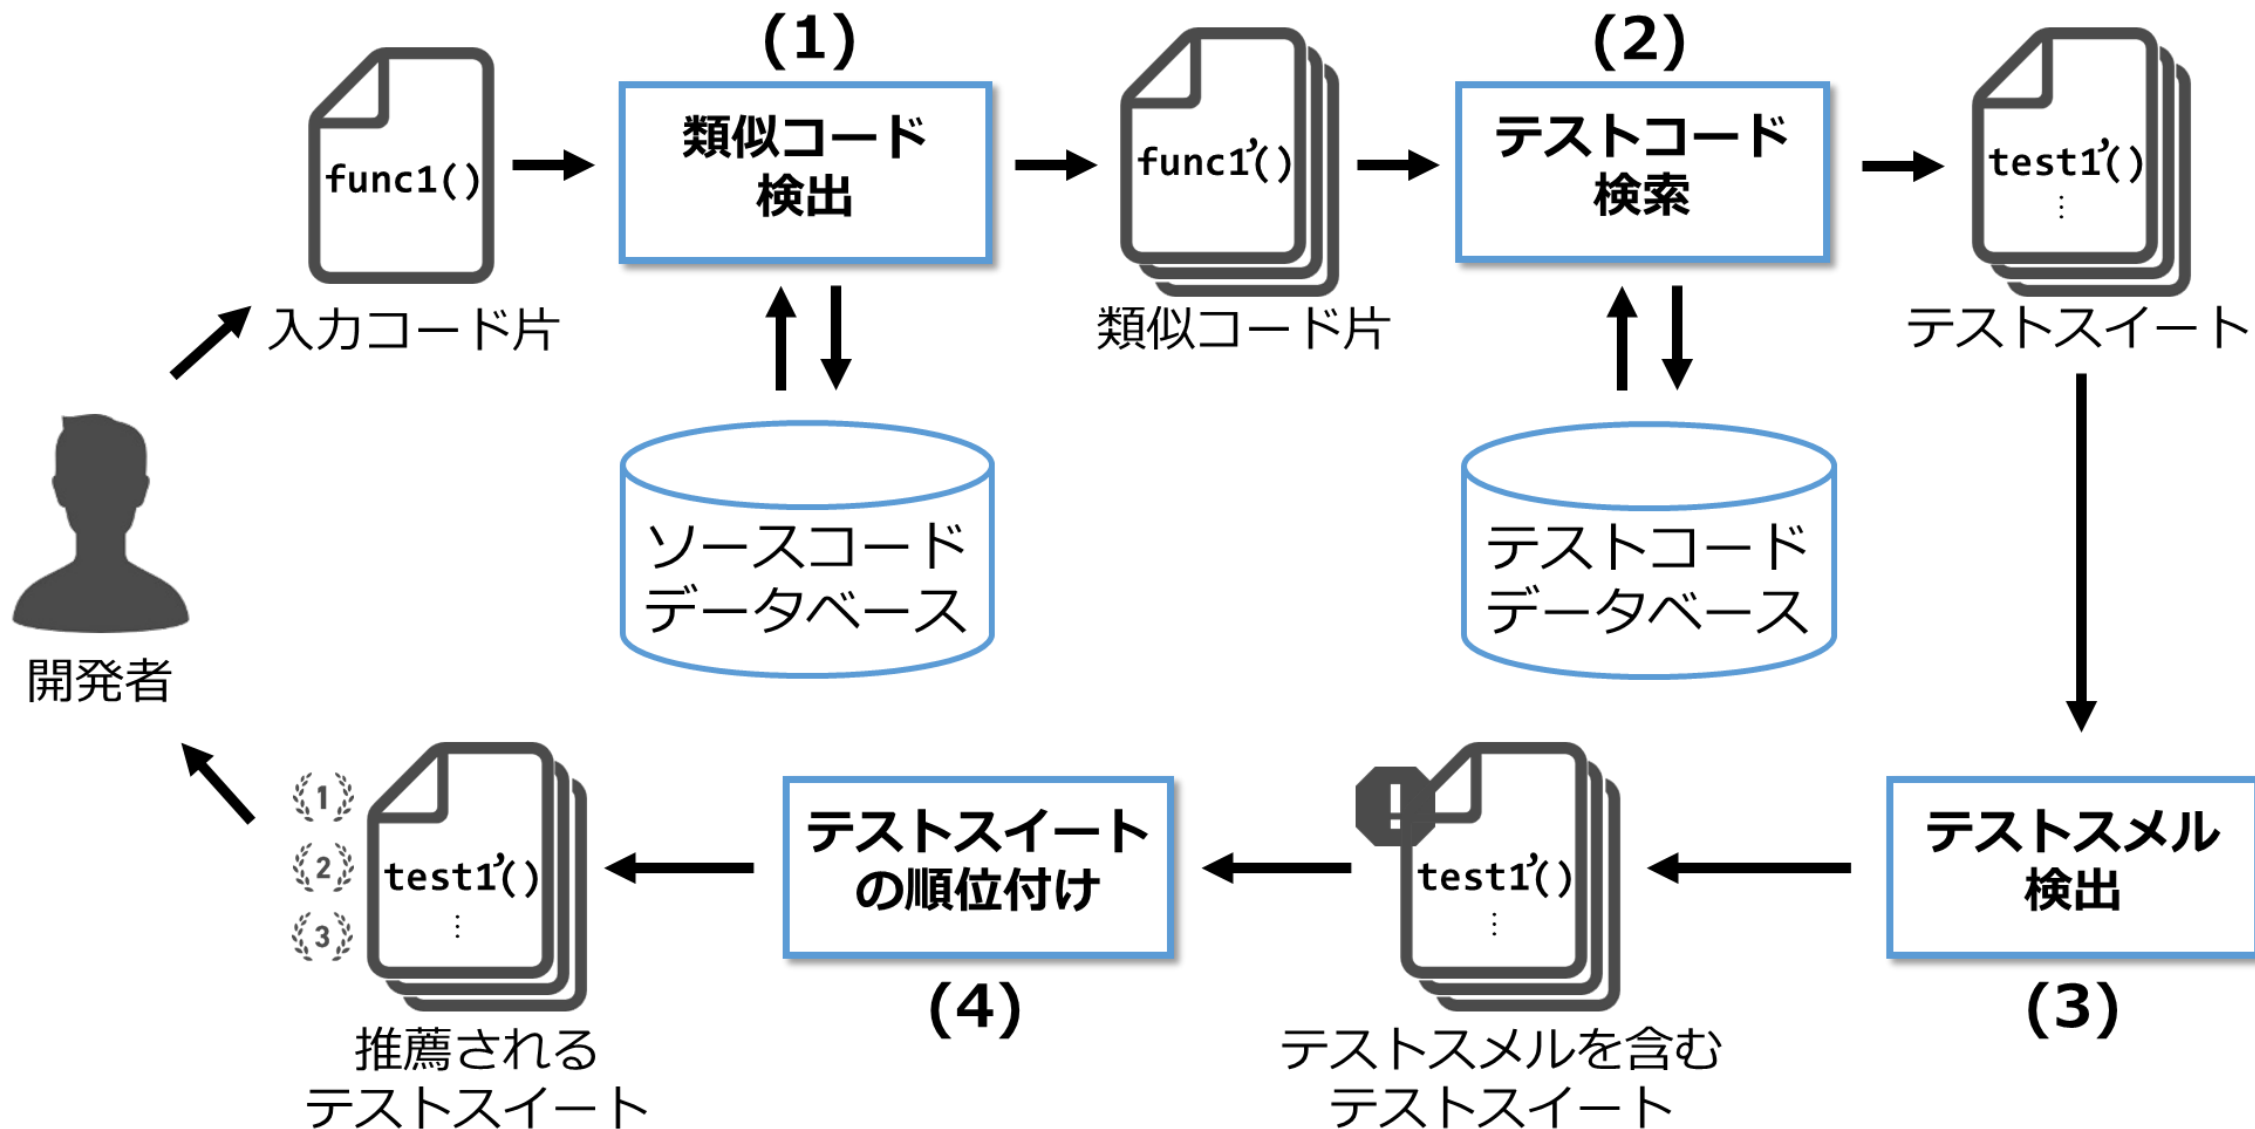 (1)
(2)
func1()
類似コード
検出
func1’()
テストコード
検索
test1’()
⋮
入力コード片
類似コード片
テストスイート
ソースコード
データベース
テストコード
データベース
開発者
1
2
3
test1’()
⋮
テストスイート
の順位付け
test1’()
⋮
テストスメル
検出
(4)
(3)
推薦される
テストスイート
テストスメルを含む
テストスイート